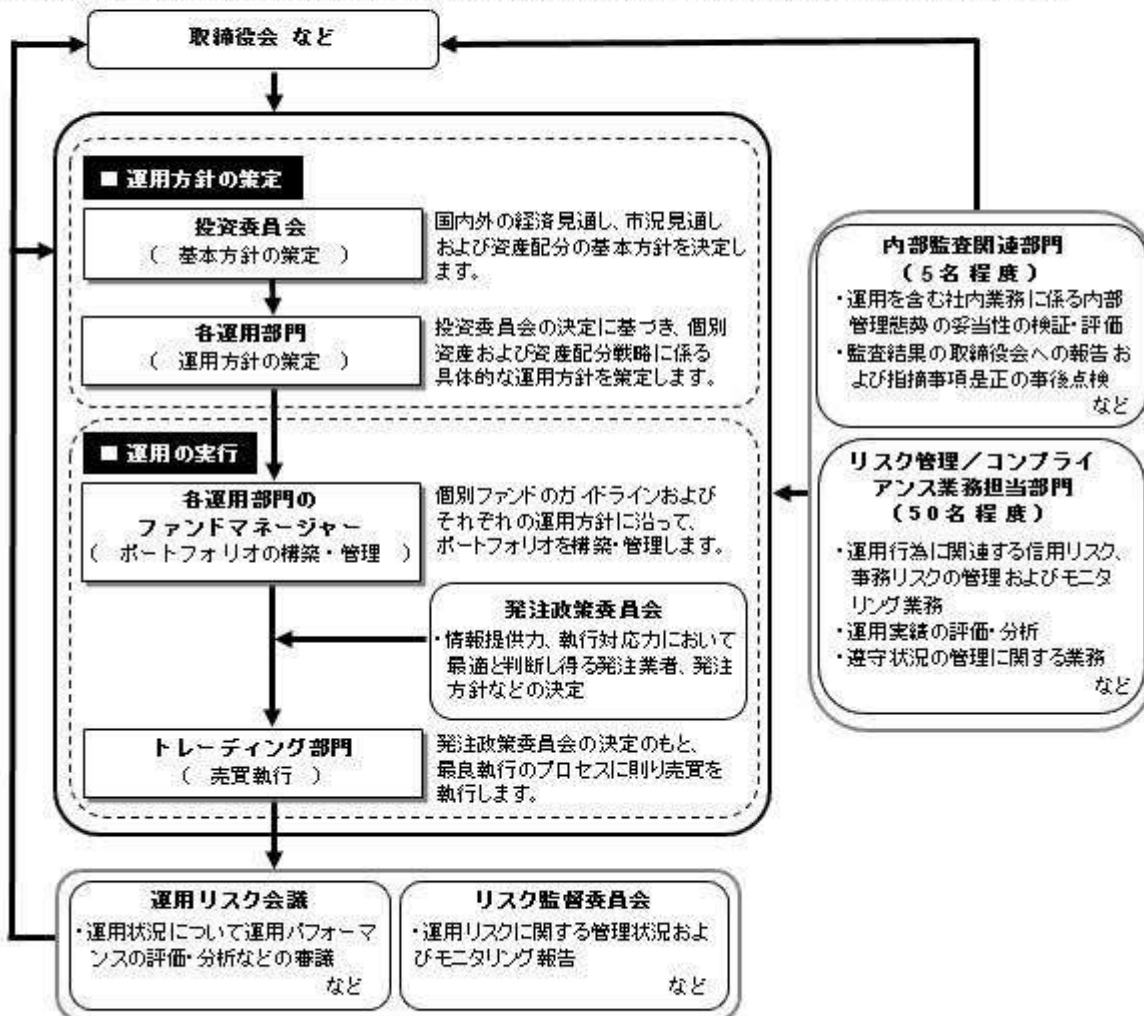 取締役会 など
■ 運用方針の策定
投資委員会
( 基本方針の策定 )
国内外の経済見通し、市況見通し
および資産配分の基本方針を決定し
ます。
各運用部門
( 運用方針の策定 )
投資委員会の決定に基づき、個別
資産および資産配分戦略に係る
具体的な運用方針を策定します。
■ 運用の実行
各運用部門の
ファンドマネージャー
( ポートフォリオの構築・管理 )
個別ファンドのガイドラインおよび
それぞれの運用方針に沿って、
ポートフォリオを構築・管理します。
発注政策委員会
・情報提供力、執行対応力において
最適と判断し得る発注業者、発注
方針などの決定
トレーディング部門
( 売買執行 )
発注政策委員会の決定のもと、
最良執行のプロセスに則り売買を
執行します。
運用リスク会議
・運用状況について運用パフォーマ
ンスの評価・分析などの審議
など
リスク監督委員会
・運用リスクに関する管理状況およ
びモニタリング報告
など
内部監査関連部門
(5名程度)
・運用を含む社内業務に係る内部
管理態勢の妥当性の検証・評価
・監査結果の取締役会への報告お
よび指摘事項是正の事後点検
など
リスク管理/コンプライ
アンス業務担当部門
(50名程度)
・運用行為に関連する信用リスク、
事務リスクの管理およびモニタ
リング業務
・運用実績の評価・分析
・遵守状況の管理に関する業務
など